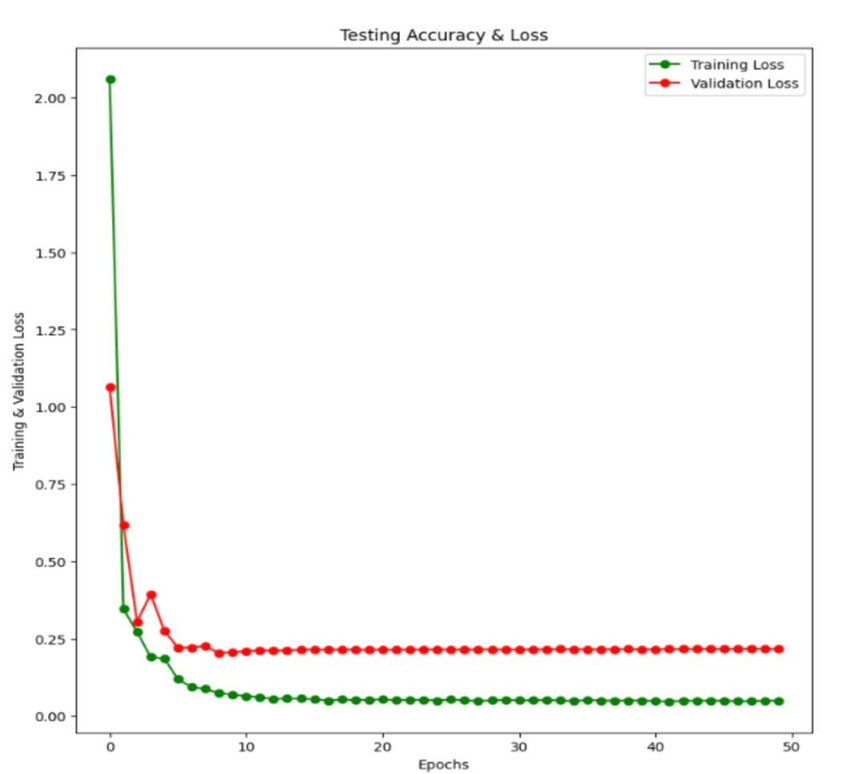 Testing Accuracy & Loss
Training Loss
Validation Loss
2.00
1.75
1.50
1.25
1.00
0.75
0.50
0.25
0.00
Training & Validation Loss
0 10 20 30 40 50
Epochs